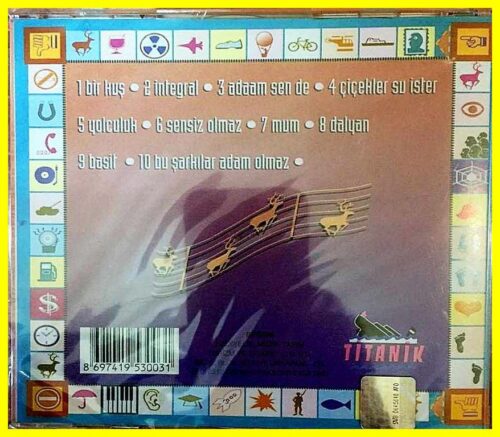 1 bir kuş • 2 integral • 3 adaam sen de • 4 çiçekler su ister
5 yolculuk • 6 sensiz olmaz • 7 mum • 8 dalyan
9 basit • 10 bu şarkılar adam olmaz •
8 697419 530031
TITANIK